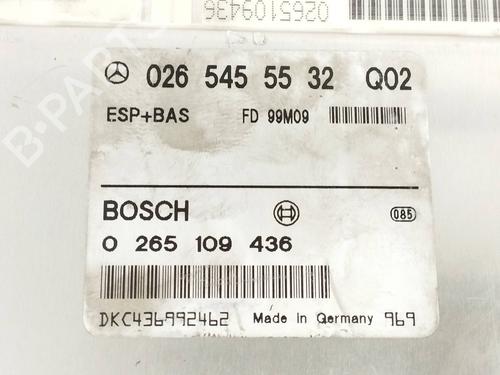 0265109436
026 545 55 32 Q02
ESP+BAS FD 99M09
BOSCH
085
0 265 109 436
DKC436992462 Made in Germany 969
B-PARTS